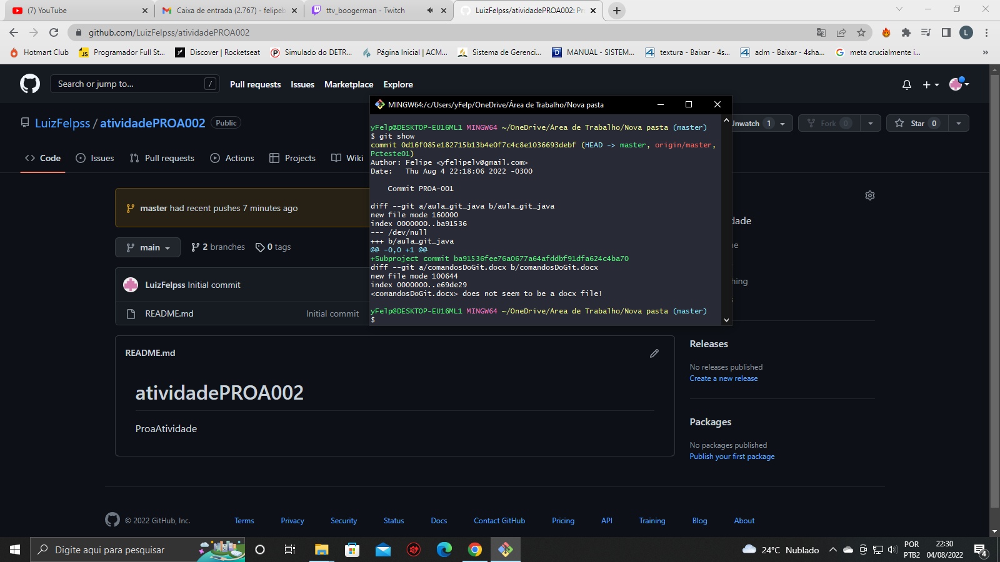 (7) YouTube
Caixa de entrada (2.767) - felipeb
ttv_boogerman - Twitch
LuizFelpss/atividadePROA002: Pr
github.com/LuizFelpss/atividadePROA002
L
Hotmart Club
JS Programador Full St...
Discover | Rocketseat
P Simulado do DETR...
Página Inicial | ACM...
Sistema de Gerenci...
D MANUAL - SISTEM...
4 textura - Baixar - 4s...
4 adm - Baixar - 4sha...
G meta crucialmente i...
»
Search or jump to... /
Pull requests
Issues
Marketplace
Explore
MINGW64:/c/Users/yFelp/OneDrive/Área de Trabalho/Nova pasta
LuizFelpss / atividadePROA002 Public
Unwatch 1
Fork 0
Star 0
Code
Issues
Pull requests
Actions
Projects
Wiki
yFelp@DESKTOP-EU16ML1 MINGW64 ~/OneDrive/Área de Trabalho/Nova pasta (master)
$ git show
commit 0d16f085e182715b13b4e0f7c4c8e1036693debf (HEAD -> master, origin/master,
Pcteste01)
Author: Felipe <yfelipelv@gmail.com>
Date:   Thu Aug 4 22:18:06 2022 -0300
Commit PROA-001
diff --git a/aula_git_java b/aula_git_java
new file mode 160000
index 0000000..ba91536
--- /dev/null
+++ b/aula_git_java
@@ -0,0 +1 @@
+Subproject commit ba91536fee76a0677a64afddbf91dfa624c4ba70
diff --git a/comandosDoGit.docx b/comandosDoGit.docx
new file mode 100644
index 0000000..e69de29
<comandosDoGit.docx> does not seem to be a docx file!
yFelp@DESKTOP-EU16ML1 MINGW64 ~/OneDrive/Área de Trabalho/Nova pasta (master)
$
master had recent pushes 7 minutes ago
main
2 branches
0 tags
LuizFelpss Initial commit
README.md
Initial commit
dade
ne
hing
README.md
atividadePROA002
ProaAtividade
Releases
No releases published
Create a new release
Packages
No packages published
Publish your first package
© 2022 GitHub, Inc.
Terms
Privacy
Security
Status
Docs
Contact GitHub
Pricing
API
Training
Blog
About
Digite aqui para pesquisar
24°C Nublado
POR
PTB2
22:30
04/08/2022
4